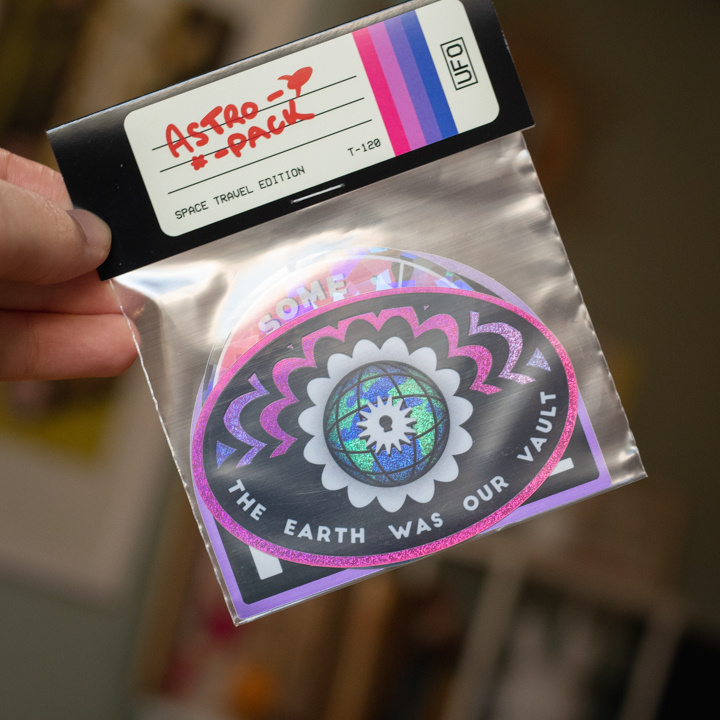 ASTRO -
*-PACK
UFO
T-120
SPACE TRAVEL EDITION
SOME
THE EARTH WAS OUR VAULT